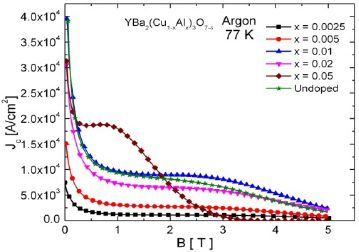 YBa₂(Cu₁₋ₓAlₓ)₃O₇₋δ Argon
77 K
x = 0.0025
x = 0.005
x = 0.01
x = 0.02
x = 0.05
Undoped
4.0x10⁴
3.5x10⁴
3.0x10⁴
2.5x10⁴
2.0x10⁴
1.5x10⁴
1.0x10⁴
5.0x10³
0.0
J꜀ [A/cm²]
0 1 2 3 4 5
B [ T ]